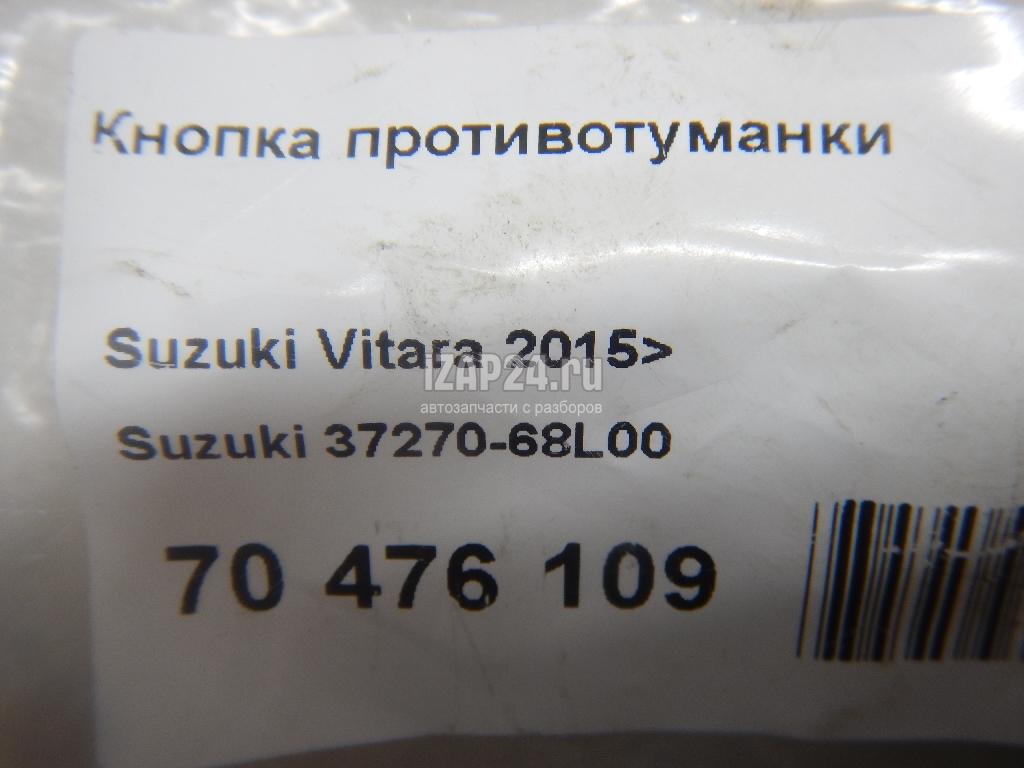 Кнопка противотуманки
Suzuki Vitara 2015>
iZAP24.ru
автозапчасти с разборов
Suzuki 37270-68L00
70 476 109